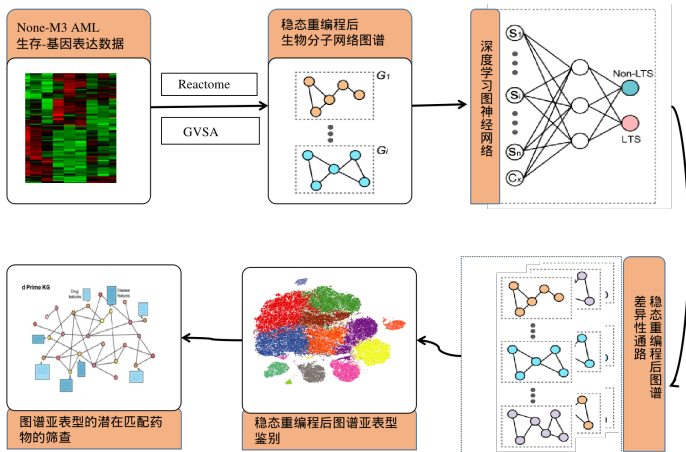 None-M3 AML
生存-基因表达数据
Reactome
GVSA
稳态重编程后
生物分子网络图谱
G1
Gi
深度学习图神经网络
S1
Si
Sn
Cx
Non-LTS
LTS
稳态重编程后图谱
差异性通路
稳态重编程后图谱亚表型
鉴别
d Prime KG
Drug
features
Disease
features
图谱亚表型的潜在匹配药
物的筛查